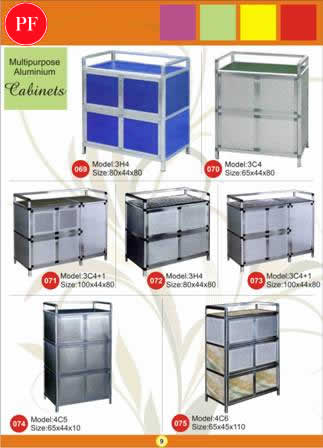 PF
Multipurpose
Aluminium
Cabinets
069
Model:3H4
Size:80x44x80
070
Model:3C4
Size:65x44x80
071
Model:3C4+1
Size:100x44x80
072
Model:3H4
Size:80x44x80
073
Model:3C4+1
Size:100x44x80
074
Model:4C5
Size:65x44x10
075
Model:4C6
Size:65x45x110
9